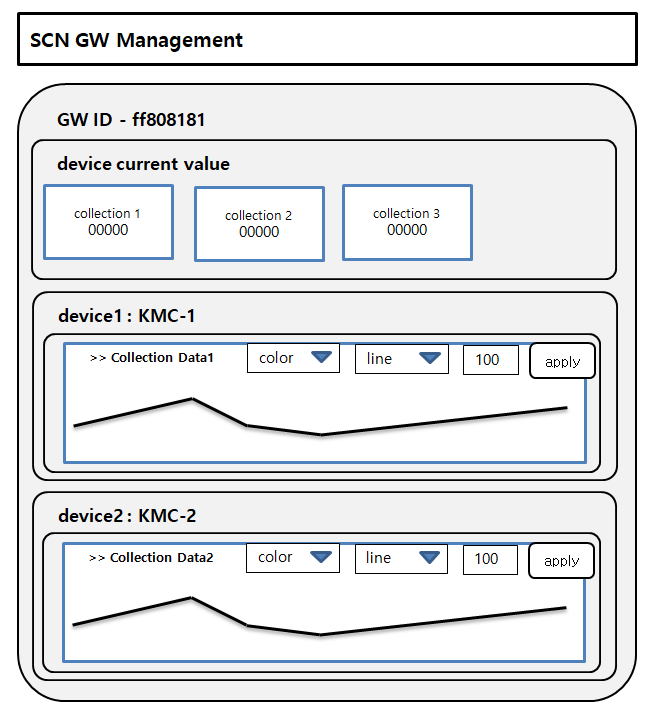 SCN GW Management
GW ID - ff808181
device current value
collection 1
00000
collection 2
00000
collection 3
00000
device1 : KMC-1
>> Collection Data1 color line 100 apply
device2 : KMC-2
>> Collection Data2 color line 100 apply